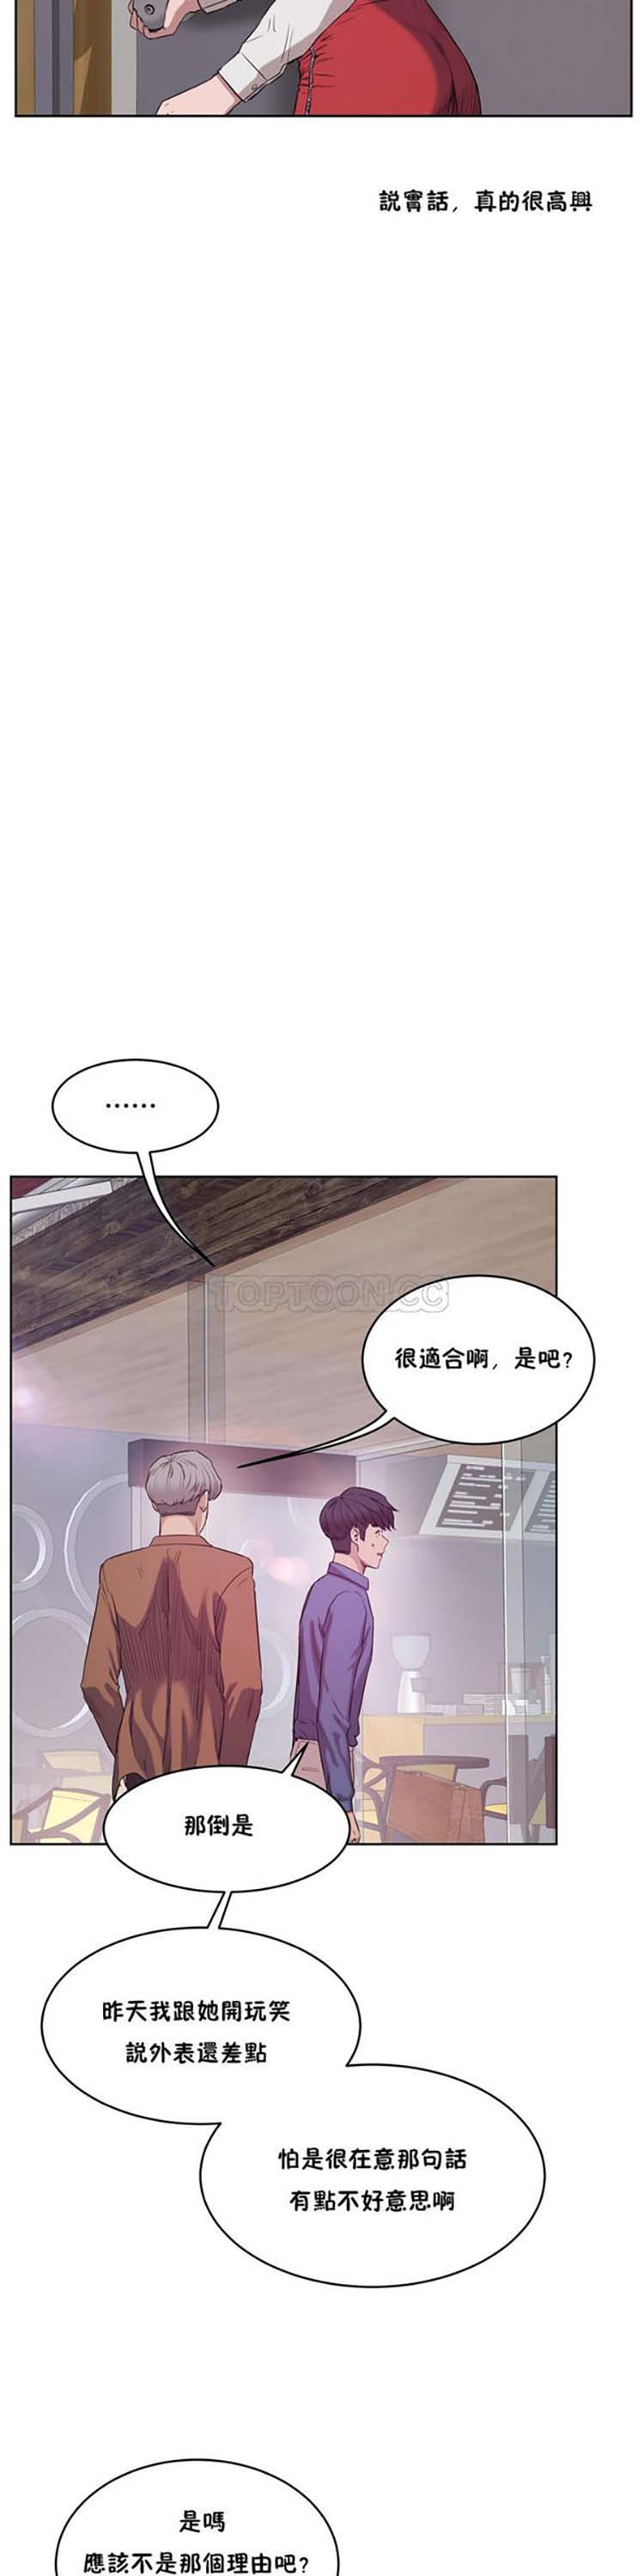 說實話，真的很高興
……
TOPTOON.CC
很適合啊，是吧?
那倒是
昨天我跟她開玩笑
說外表還差點
怕是很在意那句話
有點不好意思啊
是嗎
應該不是那個理由吧?